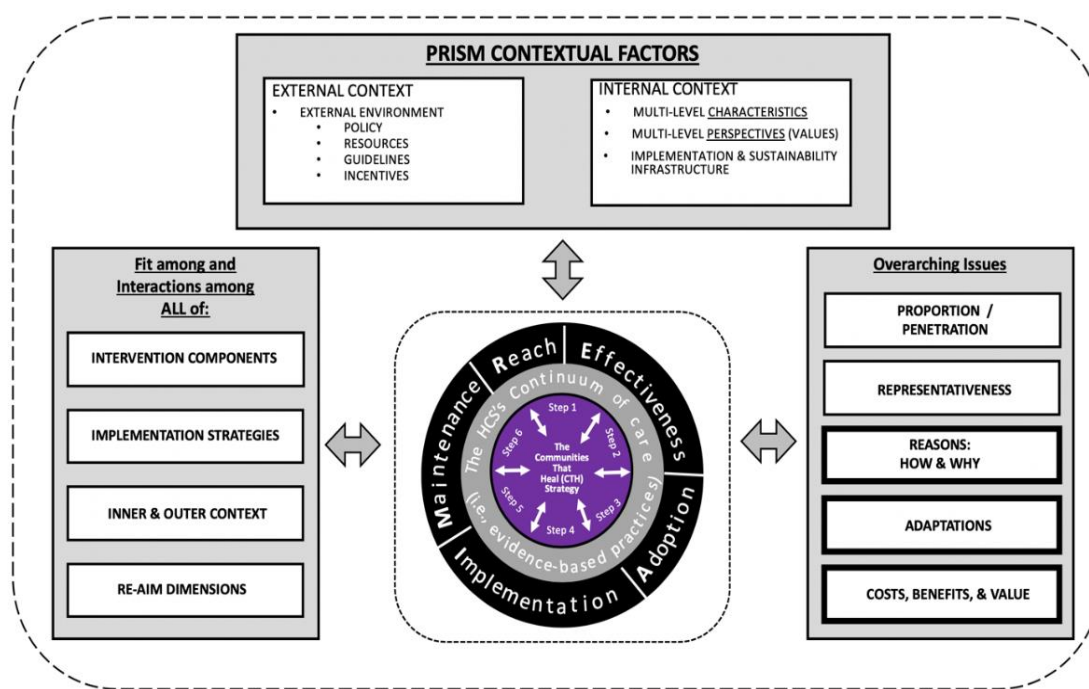 PRISM CONTEXTUAL FACTORS
EXTERNAL CONTEXT
• EXTERNAL ENVIRONMENT
• POLICY
• RESOURCES
• GUIDELINES
• INCENTIVES
INTERNAL CONTEXT
• MULTI-LEVEL CHARACTERISTICS
• MULTI-LEVEL PERSPECTIVES (VALUES)
• IMPLEMENTATION & SUSTAINABILITY
INFRASTRUCTURE
Fit among and
Interactions among
ALL of:
INTERVENTION COMPONENTS
IMPLEMENTATION STRATEGIES
INNER & OUTER CONTEXT
RE-AIM DIMENSIONS
Reach
Effectiveness
Adoption
Implementation
Maintenance
The HCS's Continuum of care
(i.e., evidence-based practices)
Step 1
Step 2
Step 3
Step 4
Step 5
Step 6
The
Communities
That
Heal (CTH)
Strategy
Overarching Issues
PROPORTION /
PENETRATION
REPRESENTATIVENESS
REASONS:
HOW & WHY
ADAPTATIONS
COSTS, BENEFITS, & VALUE